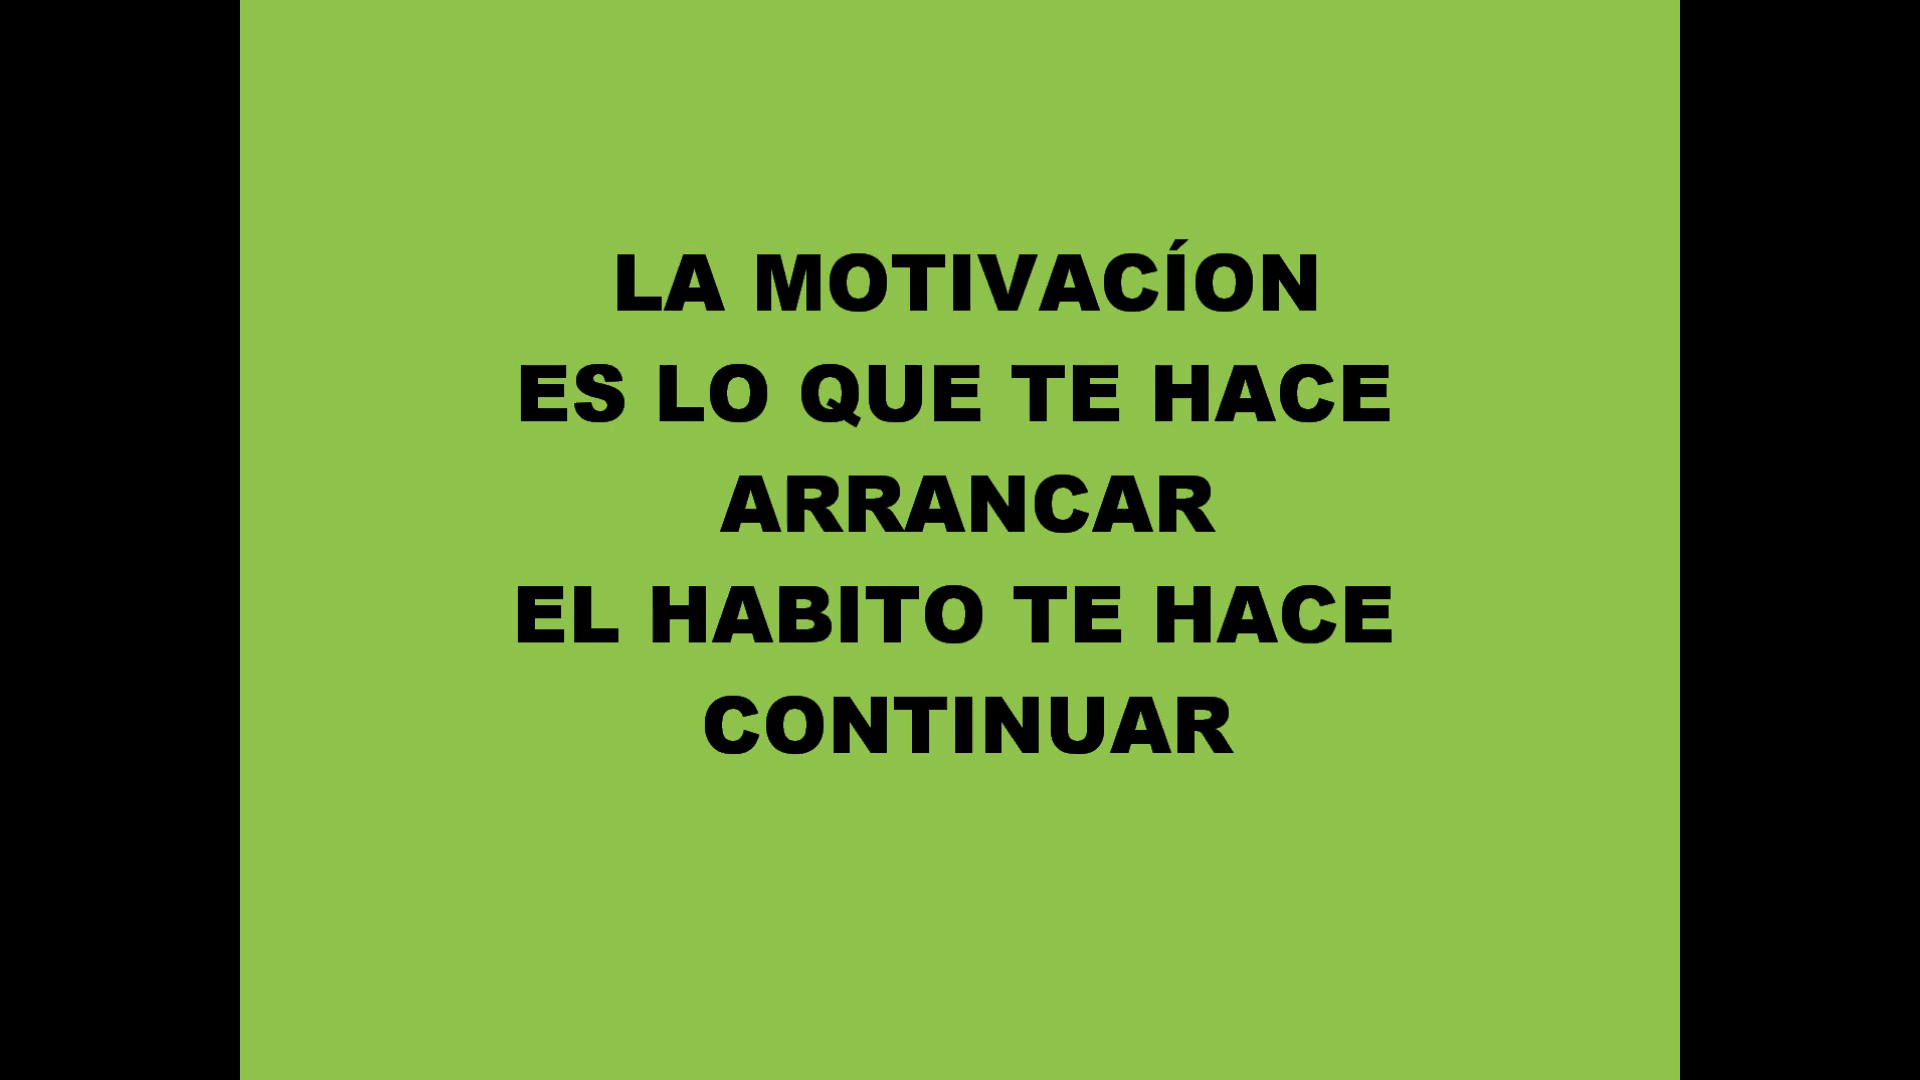 LA MOTIVACÍON
ES LO QUE TE HACE
ARRANCAR
EL HABITO TE HACE
CONTINUAR